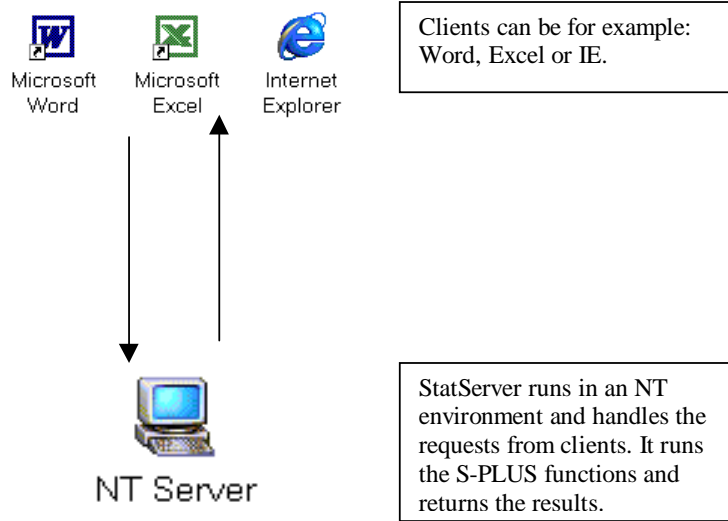 Microsoft
Word
Microsoft
Excel
Internet
Explorer
Clients can be for example:
Word, Excel or IE.
NT Server
StatServer runs in an NT
environment and handles the
requests from clients. It runs
the S-PLUS functions and
returns the results.